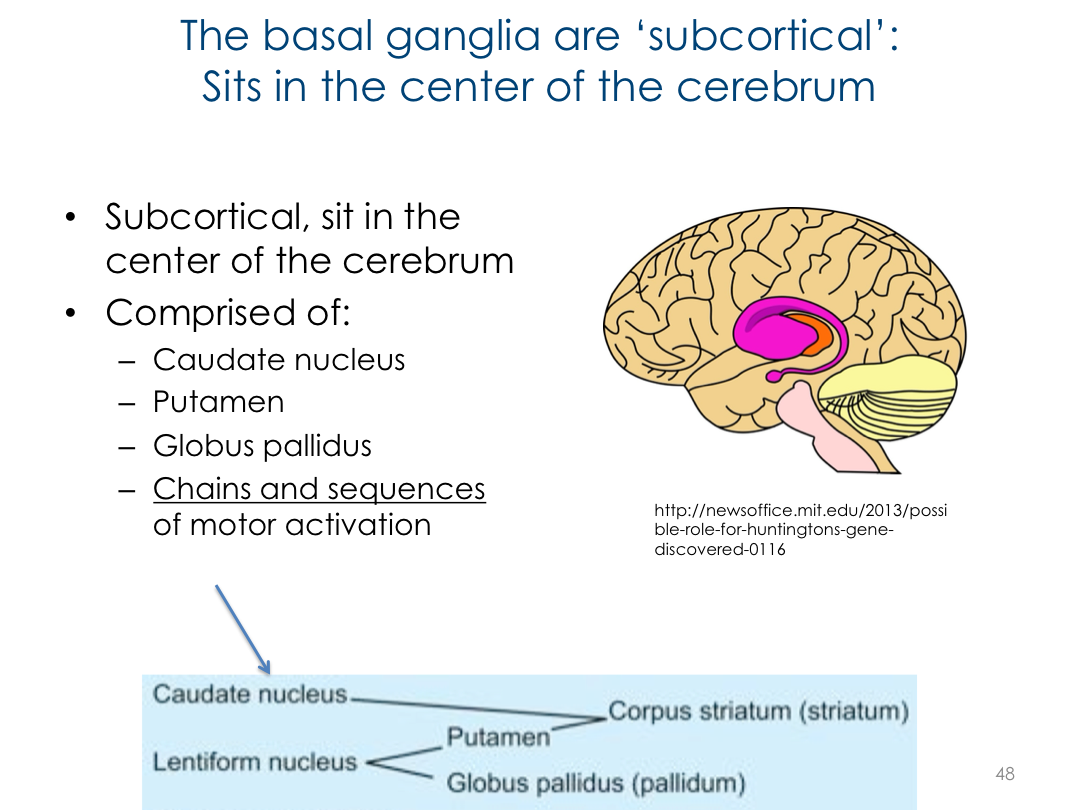 The basal ganglia are ‘subcortical’:
Sits in the center of the cerebrum
• Subcortical, sit in the
center of the cerebrum
• Comprised of:
– Caudate nucleus
– Putamen
– Globus pallidus
– Chains and sequences
of motor activation
http://newsoffice.mit.edu/2013/possi
ble-role-for-huntingtons-gene-
discovered-0116
Caudate nucleus
Corpus striatum (striatum)
Putamen
Lentiform nucleus
Globus pallidus (pallidum)
48